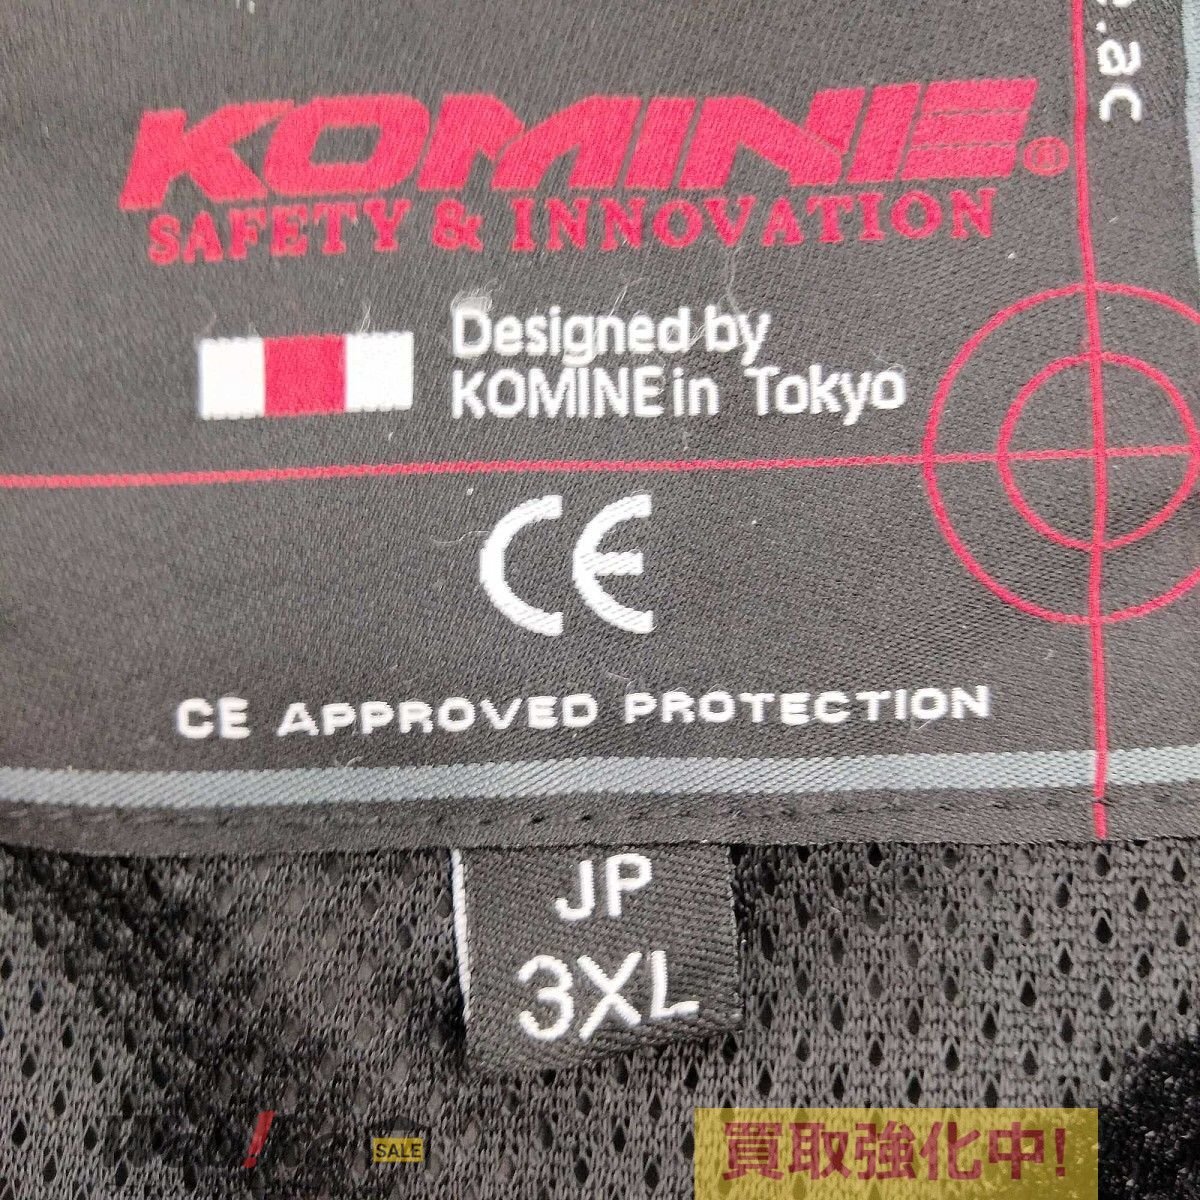 KOMINE®
SAFETY & INNOVATION
Designed by
KOMINE in Tokyo
CE
CE APPROVED PROTECTION
JP
3XL
SALE
買取強化中!